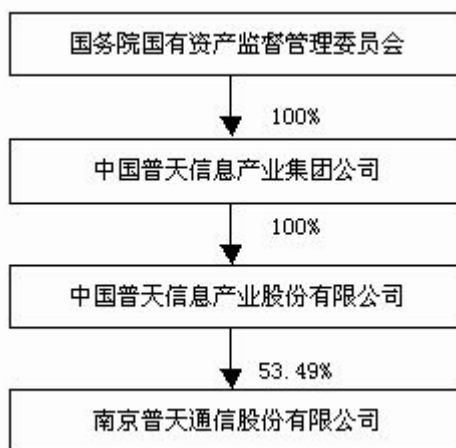 国务院国有资产监督管理委员会
100%
中国普天信息产业集团公司
100%
中国普天信息产业股份有限公司
53.49%
南京普天通信股份有限公司